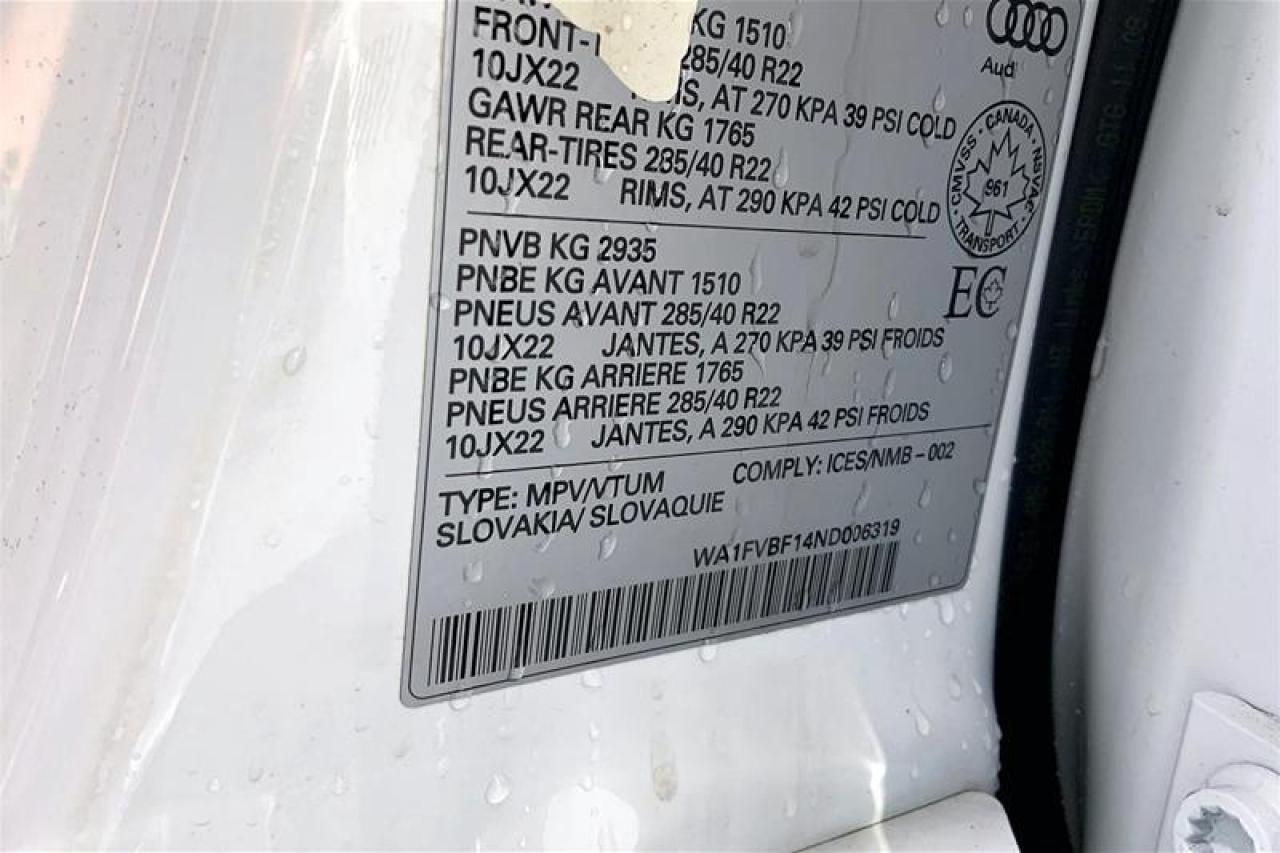 KG 1510
FRONT-
285/40 R22
10JX22 RIMS, AT 270 KPA 39 PSI COLD
GAWR REAR KG 1765
REAR-TIRES 285/40 R22
10JX22 RIMS, AT 290 KPA 42 PSI COLD
Audi
CMVSS · CANADA · NSVAC
961
· TRANSPORT ·
PNVB KG 2935
PNBE KG AVANT 1510
PNEUS AVANT 285/40 R22
10JX22 JANTES, A 270 KPA 39 PSI FROIDS
PNBE KG ARRIERE 1765
PNEUS ARRIERE 285/40 R22
10JX22 JANTES, A 290 KPA 42 PSI FROIDS
EC
TYPE: MPV/VTUM COMPLY: ICES/NMB-002
SLOVAKIA/ SLOVAQUIE
WA1FVBF14ND006319